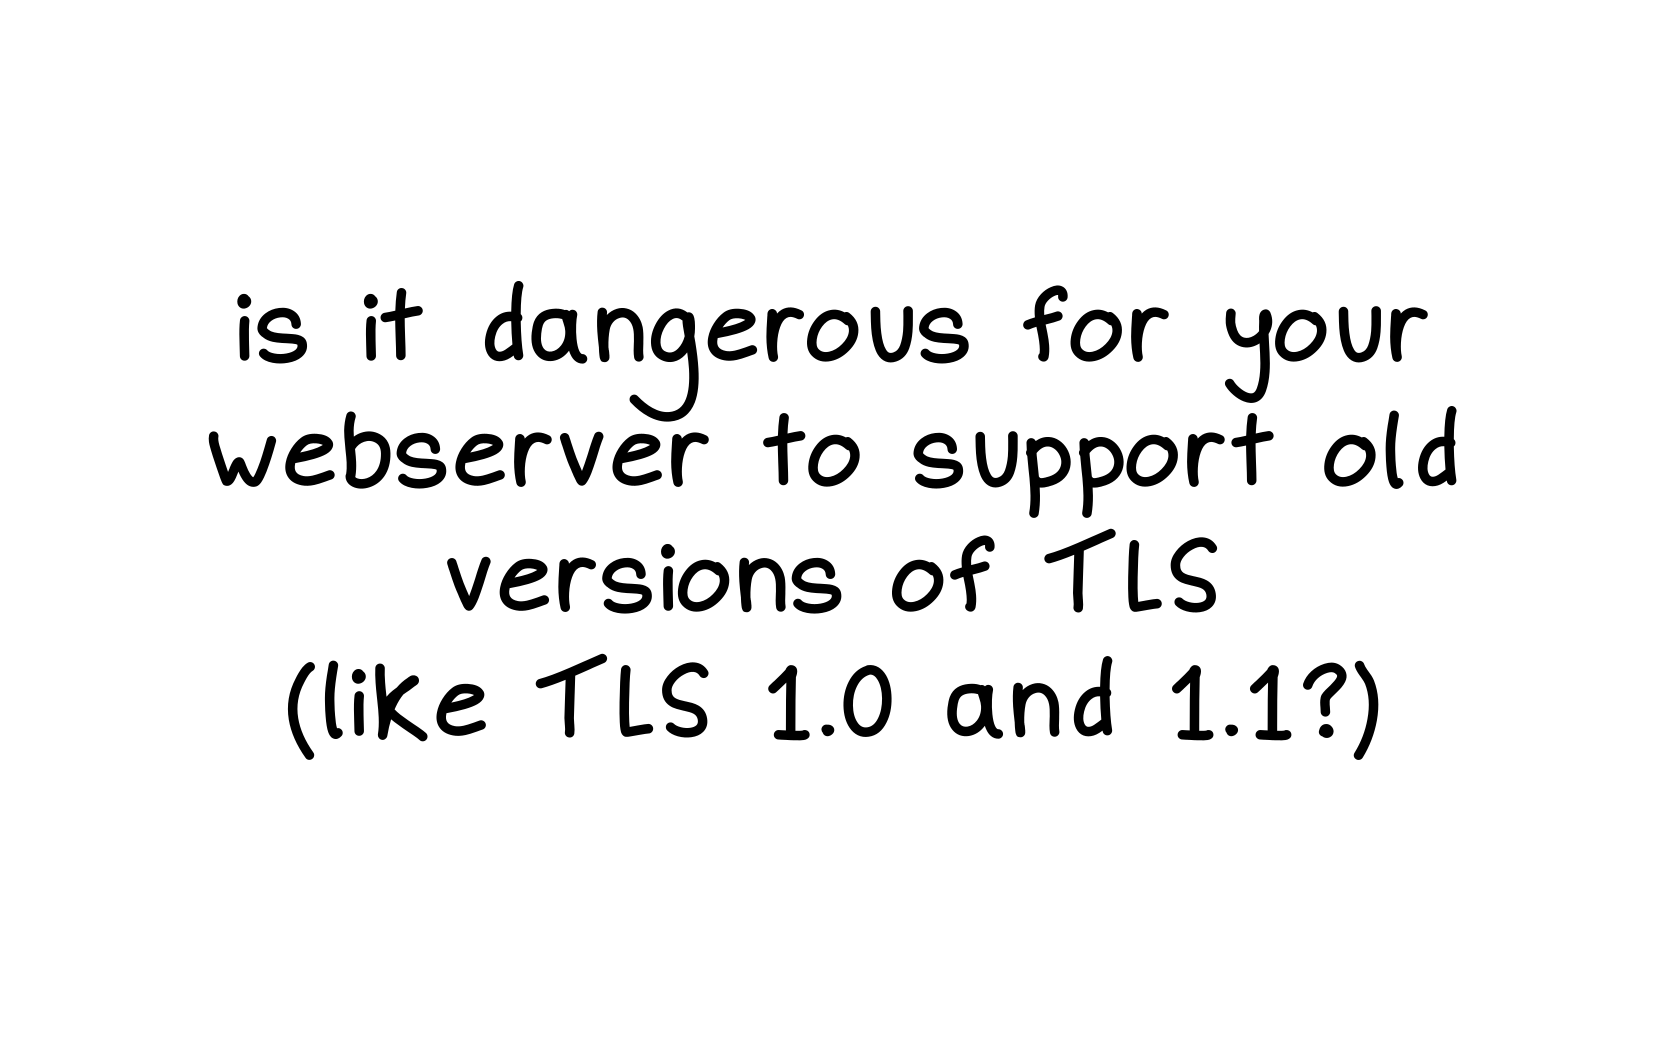 is it dangerous for your
webserver to support old
versions of TLS
(like TLS 1.0 and 1.1?)